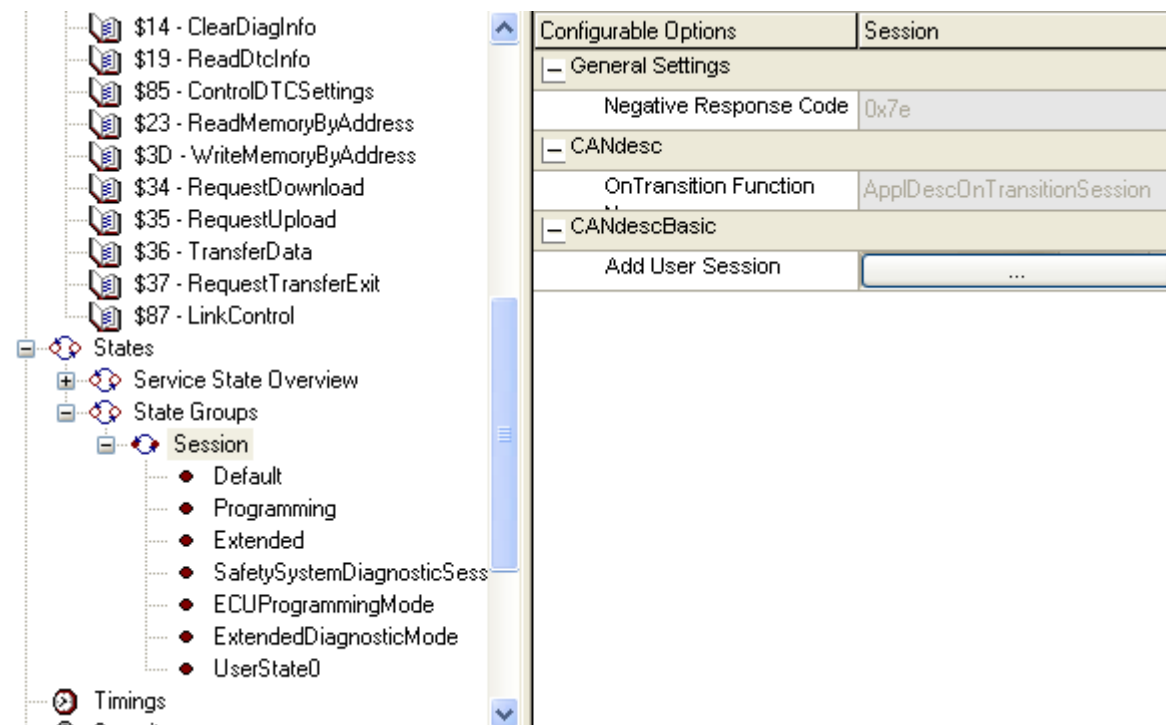 $14 - ClearDiagInfo
$19 - ReadDtcInfo
$85 - ControlDTCSettings
$23 - ReadMemoryByAddress
$3D - WriteMemoryByAddress
$34 - RequestDownload
$35 - RequestUpload
$36 - TransferData
$37 - RequestTransferExit
$87 - LinkControl
States
Service State Overview
State Groups
Session
Default
Programming
Extended
SafetySystemDiagnosticSess
ECUProgrammingMode
ExtendedDiagnosticMode
UserState0
Timings
Configurable Options Session
General Settings
Negative Response Code 0x7e
CANdesc
OnTransition Function ApplDescOnTransitionSession
CANdescBasic
Add User Session ...